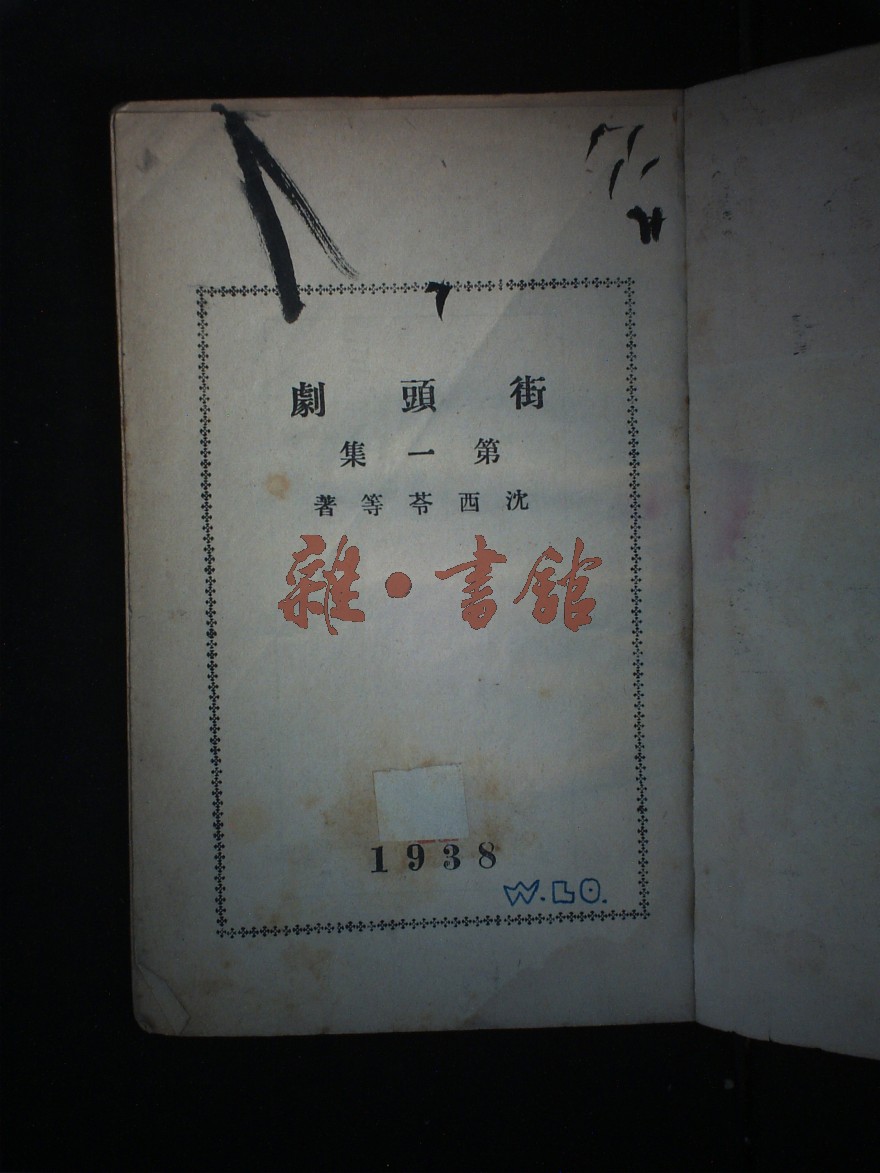 街頭劇
第一集
沈西苓等著
雜·書館
1938
W.LO.